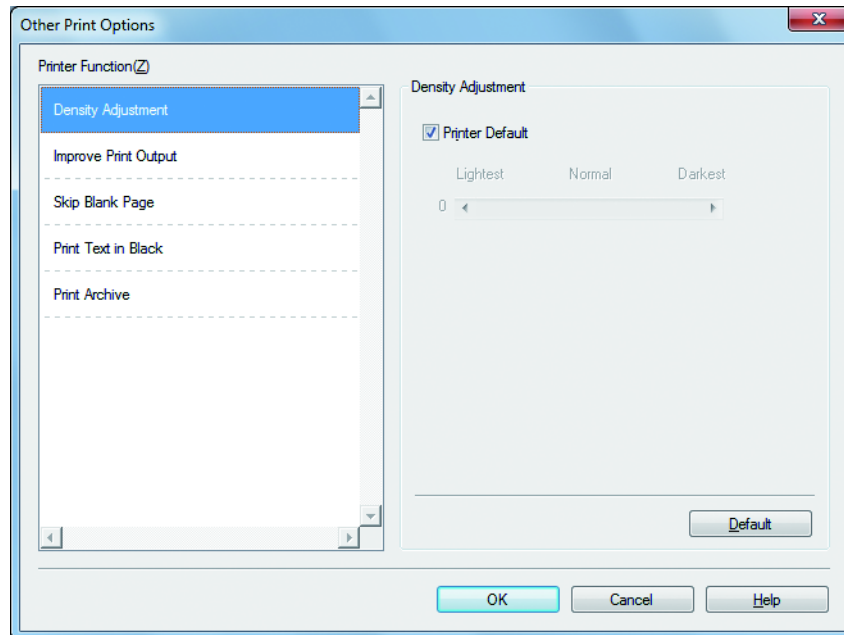 Other Print Options
Printer Function(Z)
Density Adjustment
Improve Print Output
Skip Blank Page
Print Text in Black
Print Archive
Density Adjustment
Printer Default
Lightest Normal Darkest
0
Default
OK Cancel Help